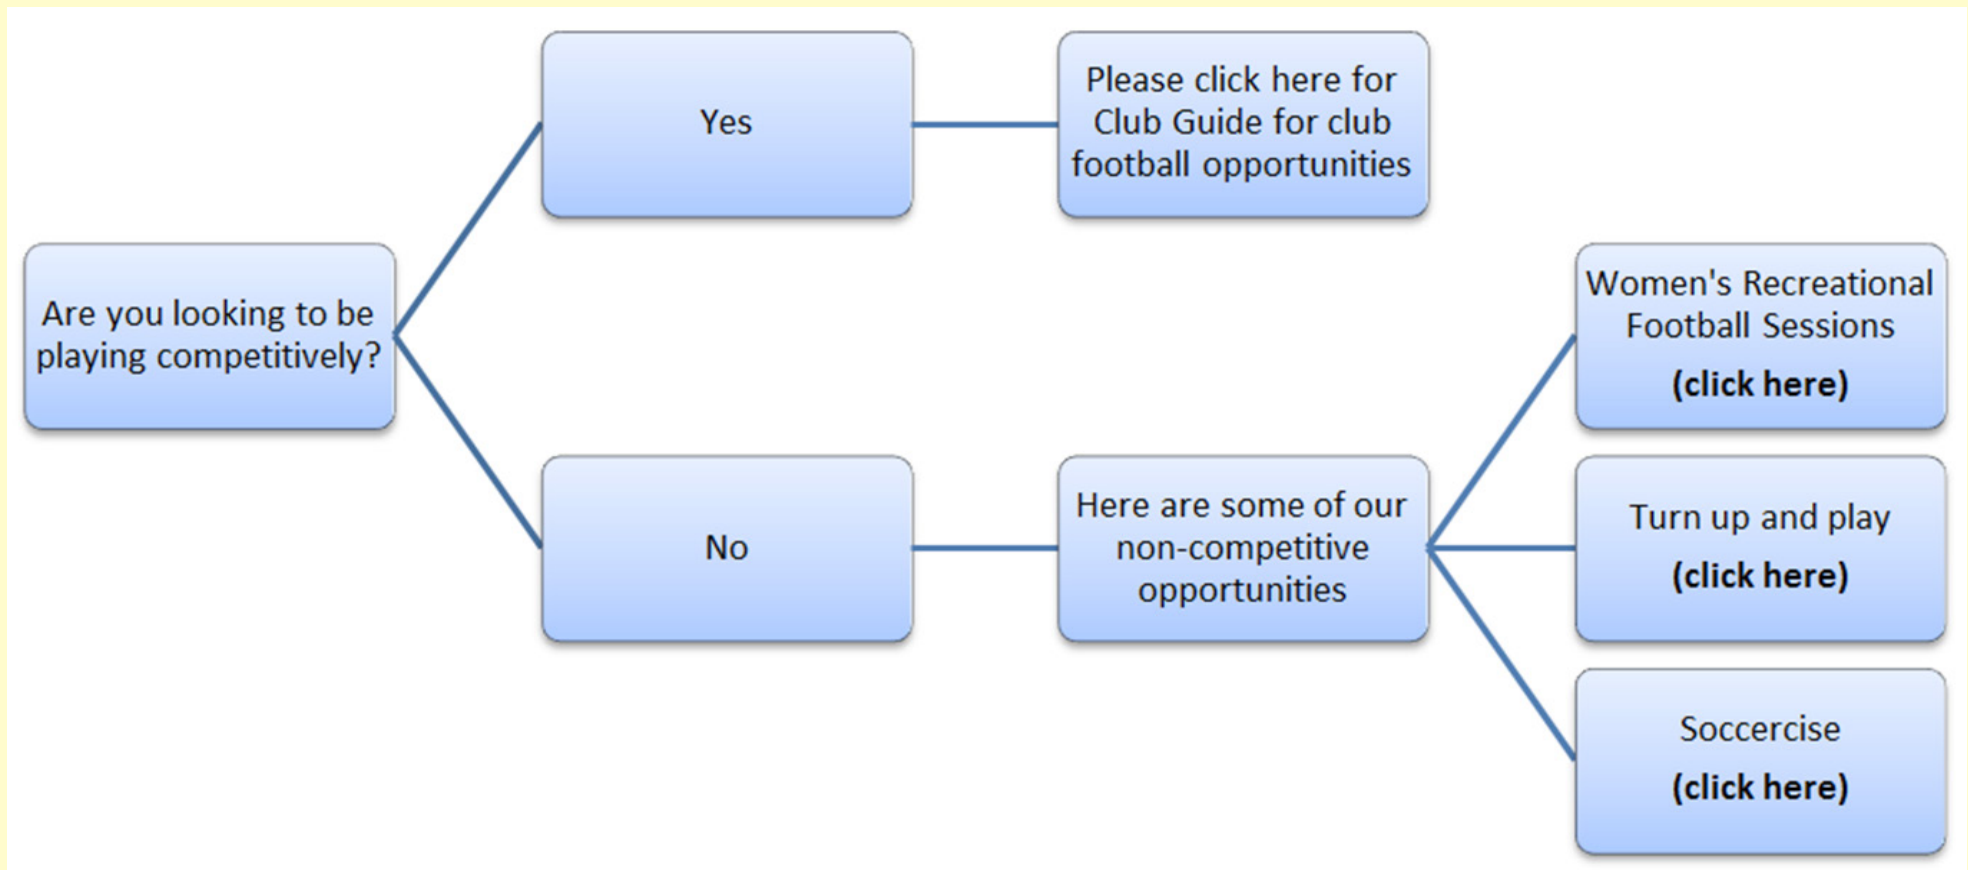 Are you looking to be
playing competitively?
Yes
Please click here for
Club Guide for club
football opportunities
No
Here are some of our
non-competitive
opportunities
Women's Recreational
Football Sessions
(click here)
Turn up and play
(click here)
Soccercise
(click here)